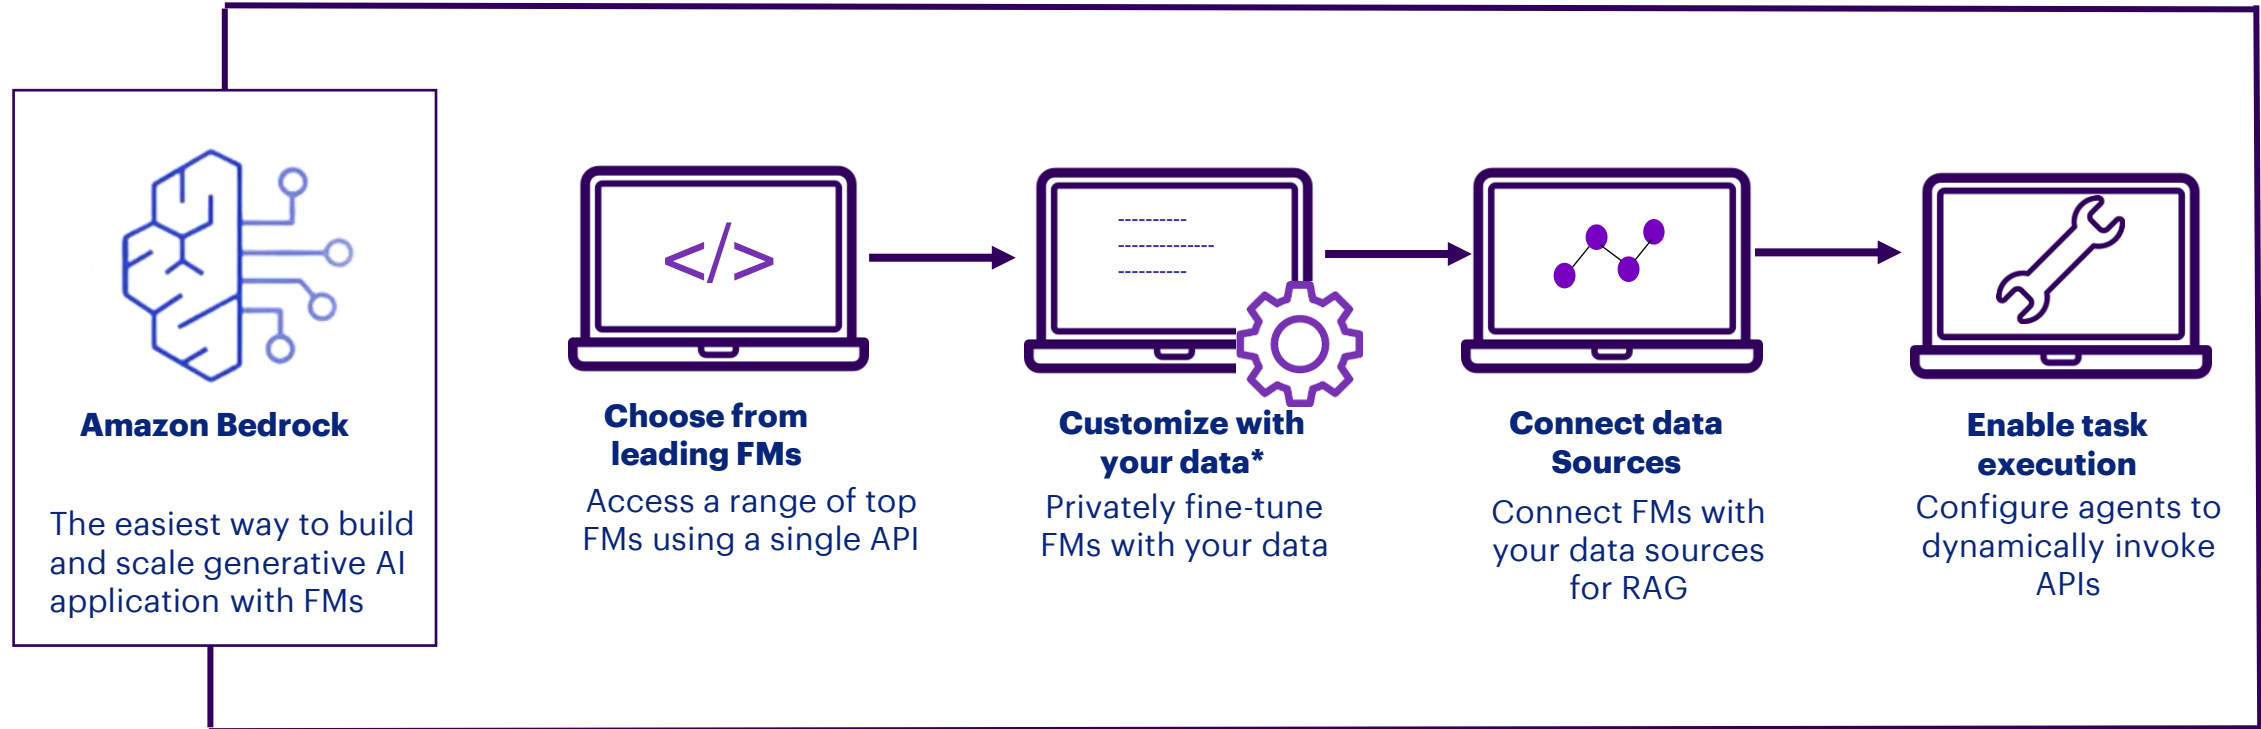 </>
Amazon Bedrock
The easiest way to build
and scale generative AI
application with FMs
Choose from
leading FMs
Access a range of top
FMs using a single API
Customize with
your data*
Privately fine-tune
FMs with your data
Connect data
Sources
Connect FMs with
your data sources
for RAG
Enable task
execution
Configure agents to
dynamically invoke
APIs